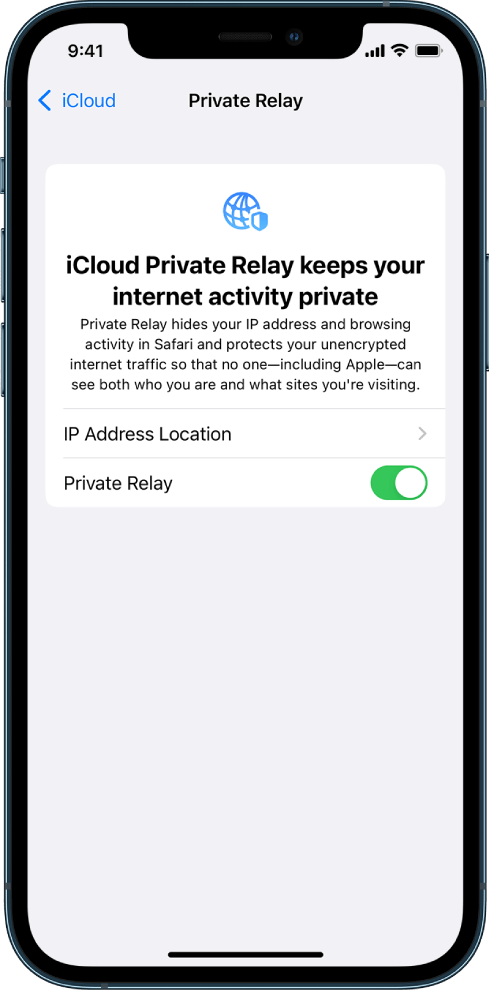 9:41
iCloud
Private Relay
iCloud Private Relay keeps your
internet activity private
Private Relay hides your IP address and browsing
activity in Safari and protects your unencrypted
internet traffic so that no one—including Apple—can
see both who you are and what sites you're visiting.
IP Address Location
Private Relay